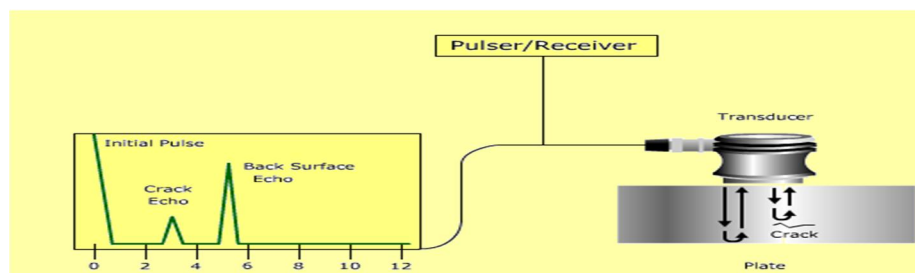 Pulser/Receiver
Transducer
Initial Pulse
Back Surface
Echo
Crack
Echo
Crack
0 2 4 6 8 10 12
Plate